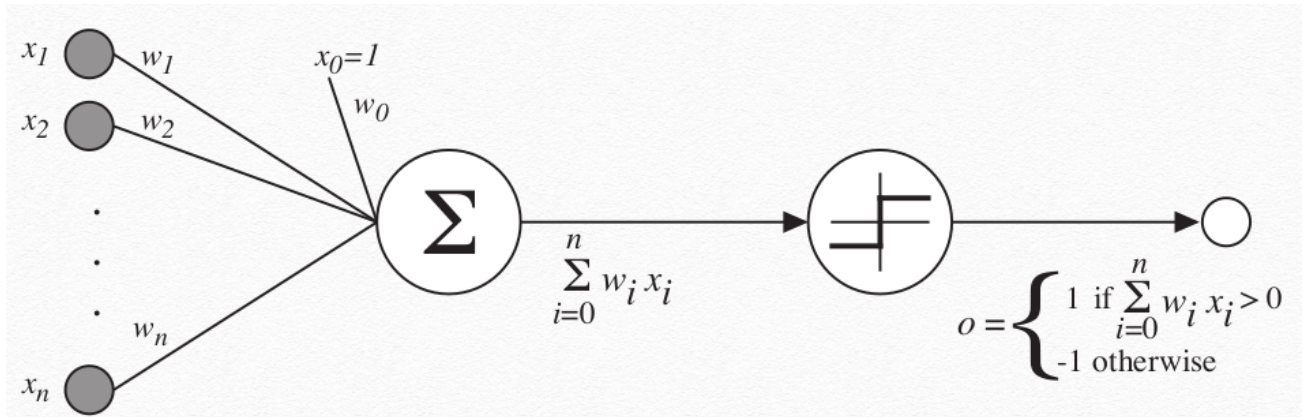 x1 w1
x0=1
w0
x2 w2
Σ
n
Σ wi xi
i=0
wn
xn
n
o = { 1 if Σ wi xi > 0
i=0
-1 otherwise